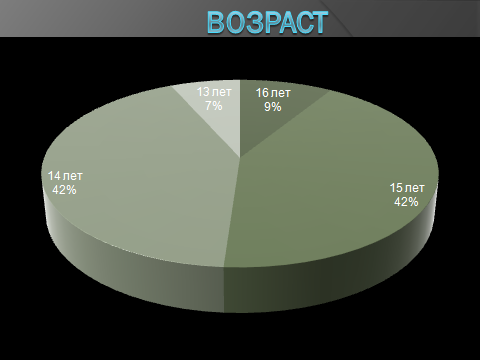 ВОЗРАСТ
13 лет
7%
16 лет
9%
14 лет
42%
15 лет
42%